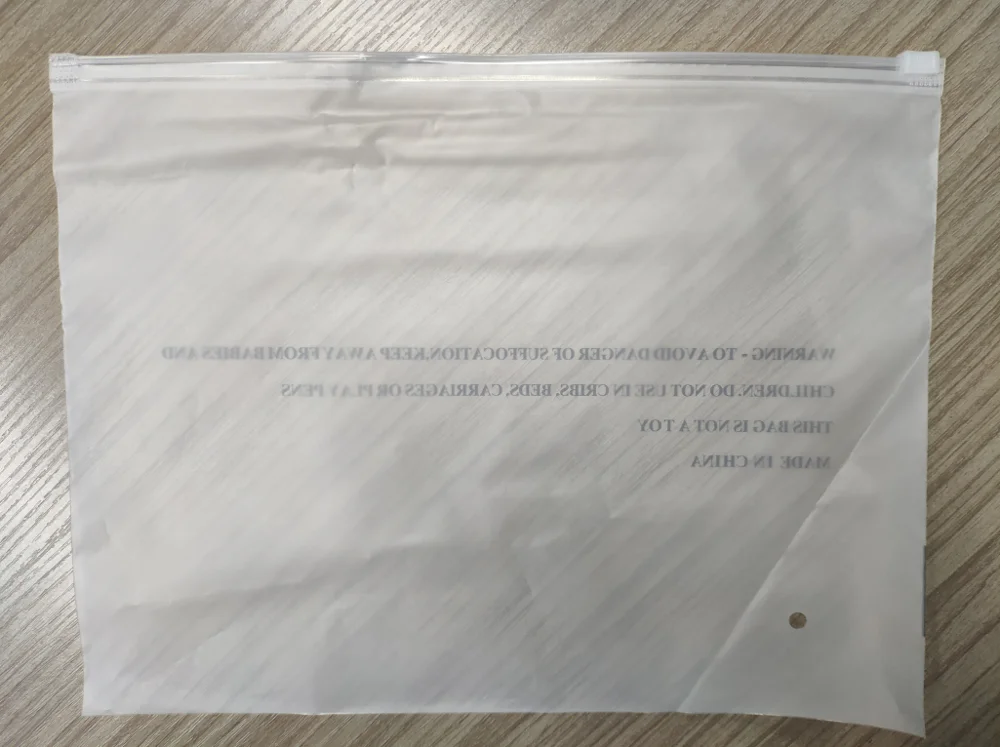 WARNING - TO AVOID DANGER OF SUFFOCATION,KEEP AWAY FROM BABIES AND
CHILDREN. DO NOT USE IN CRIBS, BEDS, CARRIAGES OR PLAY PENS
THIS BAG IS NOT A TOY
MADE IN CHINA